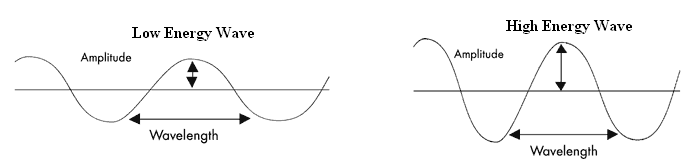 Low Energy Wave
Amplitude
Wavelength
High Energy Wave
Amplitude
Wavelength